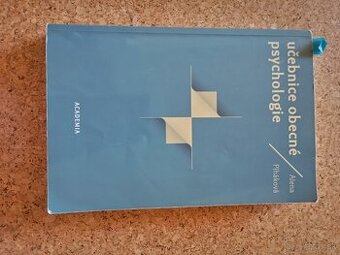 učebnice obecné
psychologie
Alena
Plháková
ACADEMIA